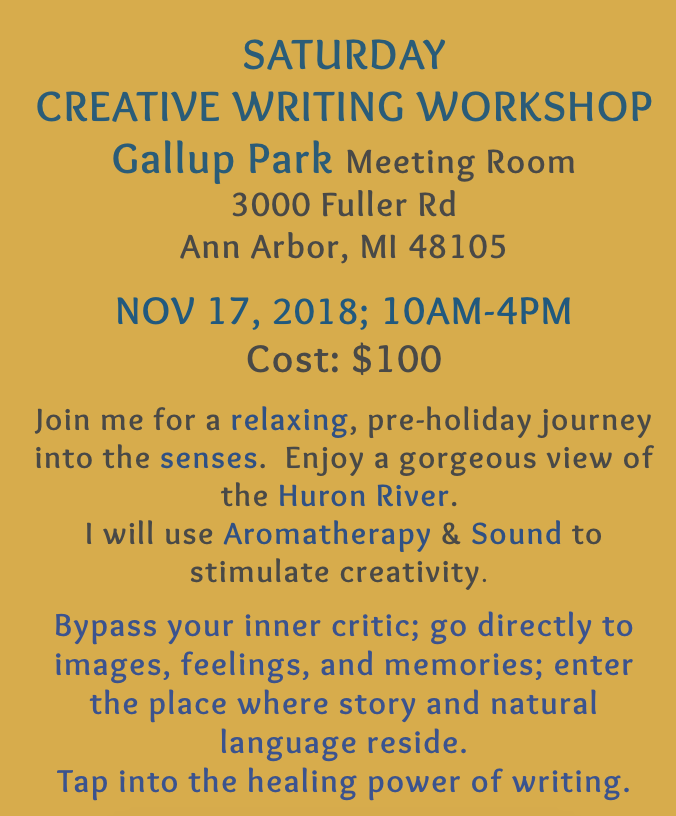 SATURDAY
CREATIVE WRITING WORKSHOP
Gallup Park Meeting Room
3000 Fuller Rd
Ann Arbor, MI 48105
NOV 17, 2018; 10AM-4PM
Cost: $100
Join me for a relaxing, pre-holiday journey
into the senses.  Enjoy a gorgeous view of
the Huron River.
I will use Aromatherapy & Sound to
stimulate creativity.
Bypass your inner critic; go directly to
images, feelings, and memories; enter
the place where story and natural
language reside.
Tap into the healing power of writing.